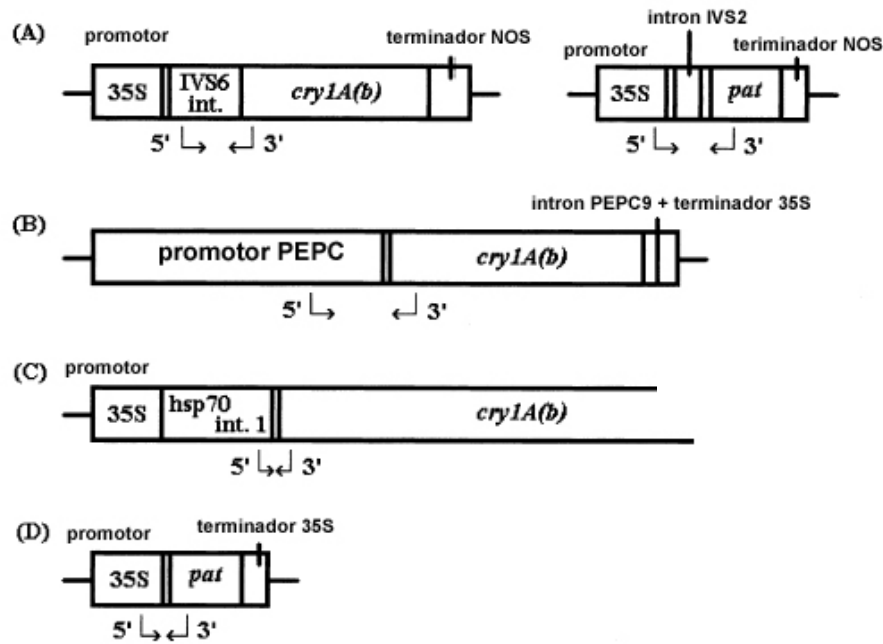 (A)
promotor
terminador NOS
35S
IVS6
int.
cry1A(b)
5' 3'
intron IVS2
promotor
teriminador NOS
35S
pat
5' 3'
(B)
intron PEPC9 + terminador 35S
promotor PEPC
cry1A(b)
5' 3'
(C)
promotor
35S
hsp70
int. 1
cry1A(b)
5' 3'
(D)
promotor
terminador 35S
35S
pat
5' 3'